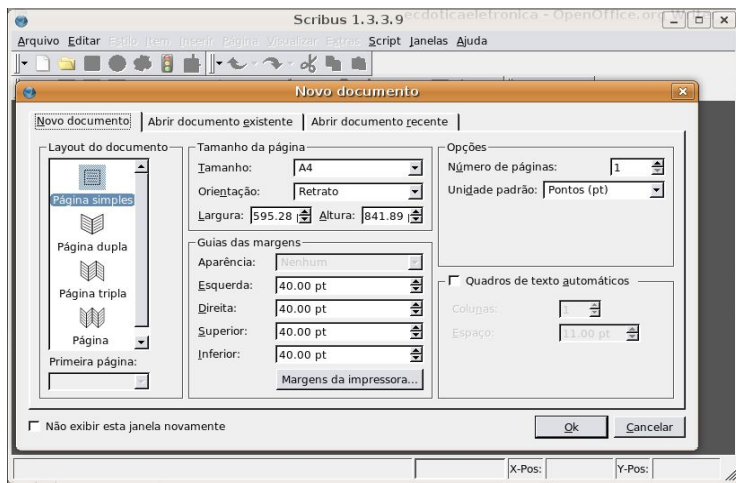 Scribus 1.3.3.9
ecdoticaeletronica - OpenOffice.org Writer
Arquivo Editar Estilo Item Inserir Página Visualizar Extras Script Janelas Ajuda
Novo documento
Novo documento Abrir documento existente Abrir documento recente
Layout do documento
Página simples
Página dupla
Página tripla
Página
Primeira página:
Tamanho da página
Tamanho: A4
Orientação: Retrato
Largura: 595.28 Altura: 841.89
Guias das margens
Aparência: Nenhum
Esquerda: 40.00 pt
Direita: 40.00 pt
Superior: 40.00 pt
Inferior: 40.00 pt
Margens da impressora...
Opções
Número de páginas: 1
Unidade padrão: Pontos (pt)
Quadros de texto automáticos
Colunas: 1
Espaço: 11.00 pt
Não exibir esta janela novamente
Ok Cancelar
X-Pos: Y-Pos: